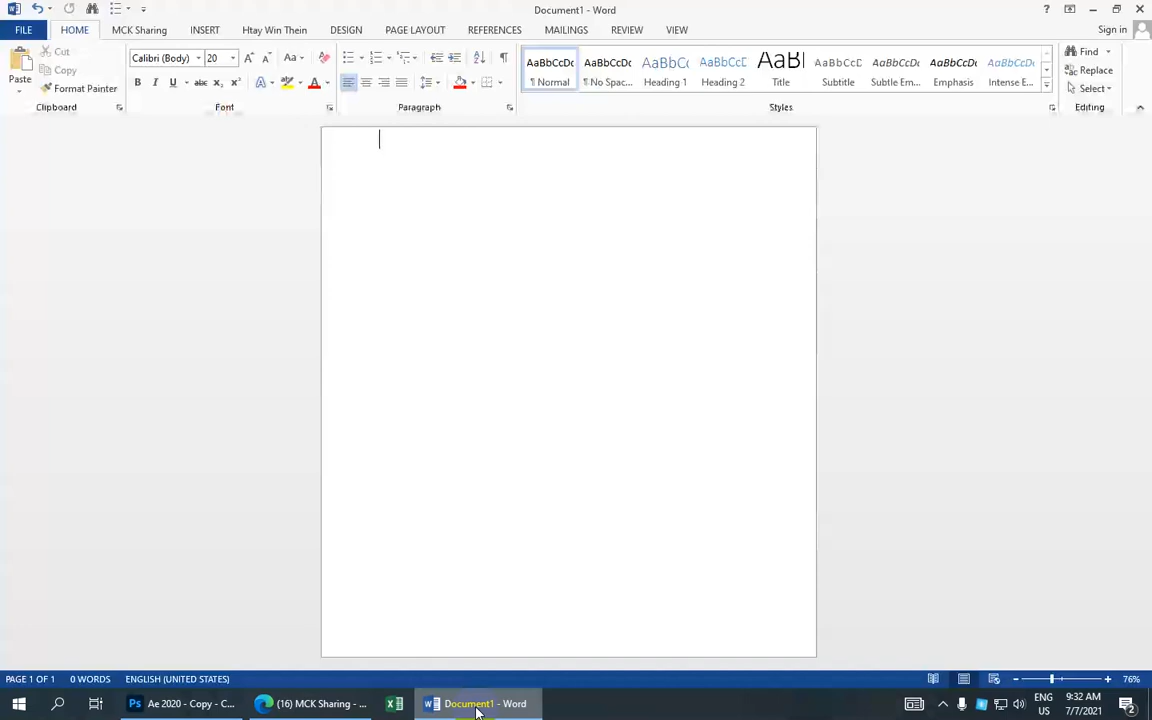 Document1 - Word
Sign in
FILE
HOME
MCK Sharing
INSERT
Htay Win Thein
DESIGN
PAGE LAYOUT
REFERENCES
MAILINGS
REVIEW
VIEW
Paste
Cut
Copy
Format Painter
Clipboard
Calibri (Body)
20
Font
Paragraph
AaBbCcDc
¶ Normal
AaBbCcDc
¶ No Spac...
AaBbC(
Heading 1
AaBbCcD
Heading 2
AaBI
Title
AaBbCcD
Subtitle
AaBbCcDc
Subtle Em...
AaBbCcDc
Emphasis
AaBbCcDc
Intense E...
Styles
Find
Replace
Select
Editing
PAGE 1 OF 1
0 WORDS
ENGLISH (UNITED STATES)
76%
Ae 2020 - Copy - C...
(16) MCK Sharing - ...
Document1 - Word
ENG
US
9:32 AM
7/7/2021
2